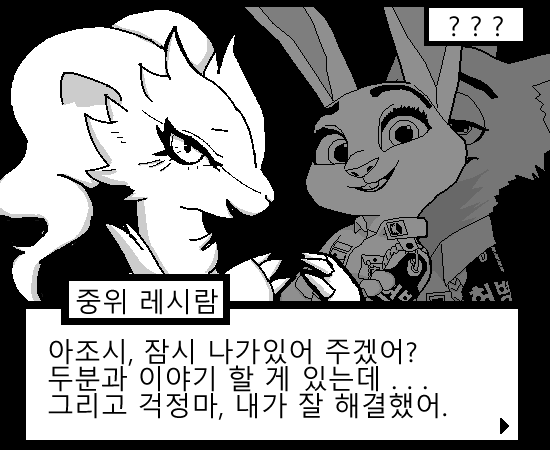 ? ? ?
중위 레시람
아조시, 잠시 나가있어 주겠어?
두분과 이야기 할 게 있는데 . . .
그리고 걱정마, 내가 잘 해결했어.